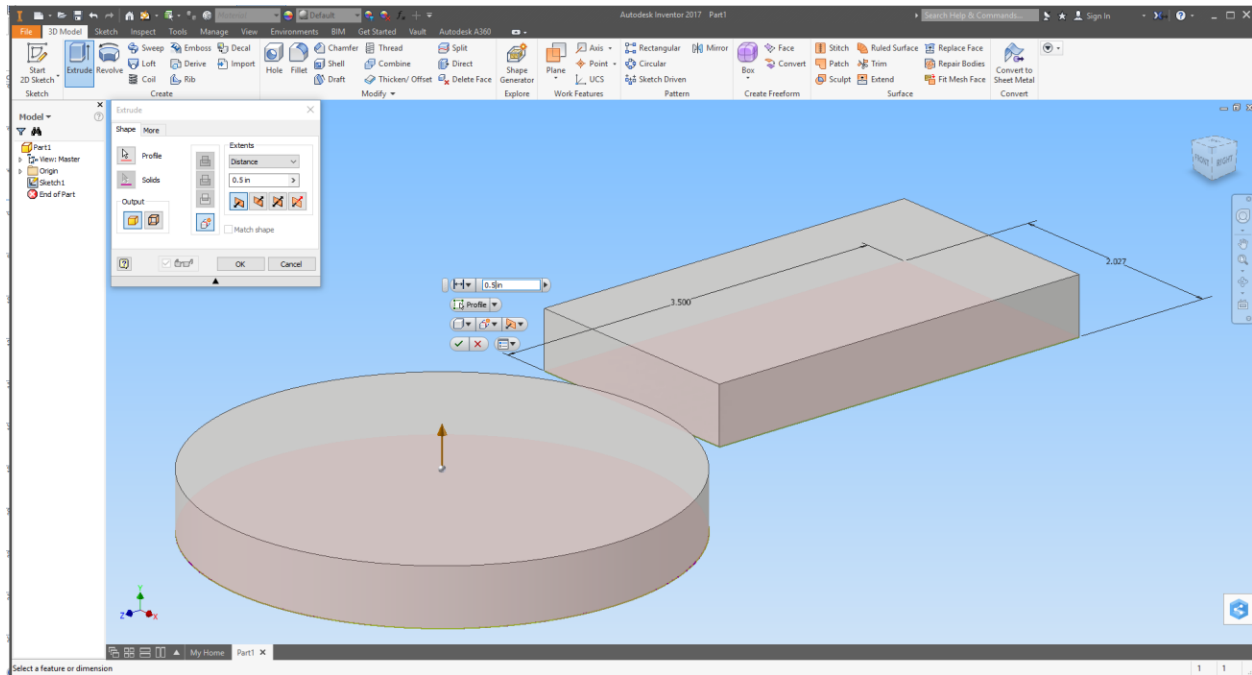 Material
Default
Autodesk Inventor 2017 Part1
Search Help & Commands...
Sign In
File 3D Model Sketch Inspect Tools Manage View Environments BIM Get Started Vault Autodesk A360
Start
2D Sketch
Extrude Revolve
Sweep Emboss Decal
Loft Derive Import
Coil Rib
Hole Fillet
Chamfer Thread Split
Shell Combine Direct
Draft Thicken/ Offset Delete Face
Shape
Generator
Plane
Axis
Point
UCS
Rectangular Mirror
Circular
Sketch Driven
Box
Face
Convert
Stitch Ruled Surface Replace Face
Patch Trim Repair Bodies
Sculpt Extend Fit Mesh Face
Convert to
Sheet Metal
Sketch Create Modify Explore Work Features Pattern Create Freeform Surface Convert
Model
Part1
View: Master
Origin
Sketch1
End of Part
Extrude
Shape More
Profile
Solids
Output
Extents
Distance
0.5 in
Match shape
OK Cancel
0.5in
Profile
3.500
2.027
FRONT RIGHT
Y
Z X
My Home Part1
Select a feature or dimension
1 1